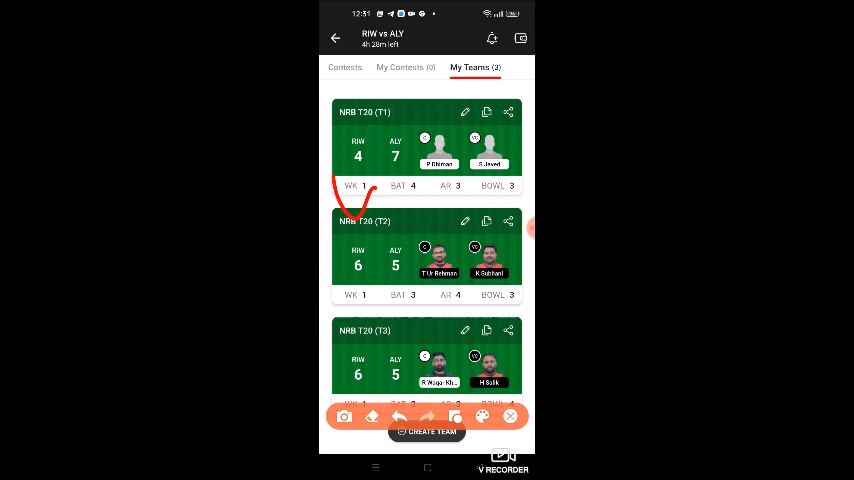 12:31
RIW vs ALY
4h 28m left
Contests My Contests (0) My Teams (3)
NRB T20 (T1)
RIW ALY C VC
4 7 P Dhiman S Javed
WK 1 BAT 4 AR 3 BOWL 3
NRB T20 (T2)
RIW ALY C VC
6 5 T Ur Rehman K Subhani
WK 1 BAT 3 AR 4 BOWL 3
NRB T20 (T3)
RIW ALY C VC
6 5 R Waqar Kh... H Salik
CREATE TEAM
V RECORDER